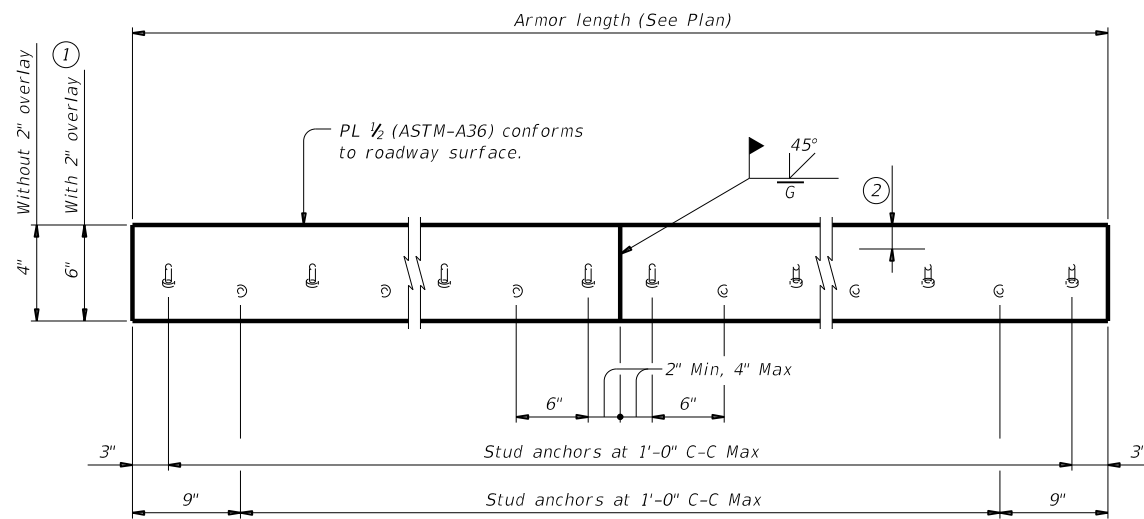 Armor length (See Plan)
Without 2" overlay
1
With 2" overlay
PL ½ (ASTM-A36) conforms
to roadway surface.
45°
G
2
4"
6"
2" Min, 4" Max
6"
6"
3"
Stud anchors at 1'-0" C-C Max
3"
9"
Stud anchors at 1'-0" C-C Max
9"